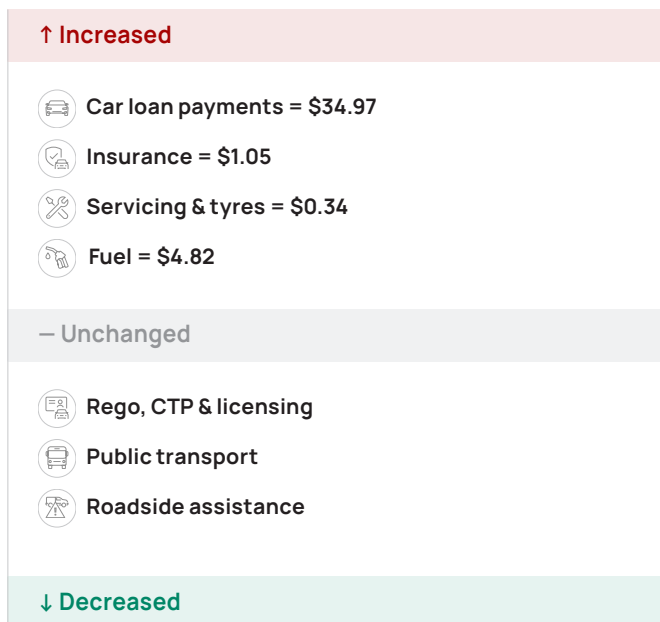 ↑ Increased
Car loan payments = $34.97
Insurance = $1.05
Servicing & tyres = $0.34
Fuel = $4.82
— Unchanged
Rego, CTP & licensing
Public transport
Roadside assistance
↓ Decreased